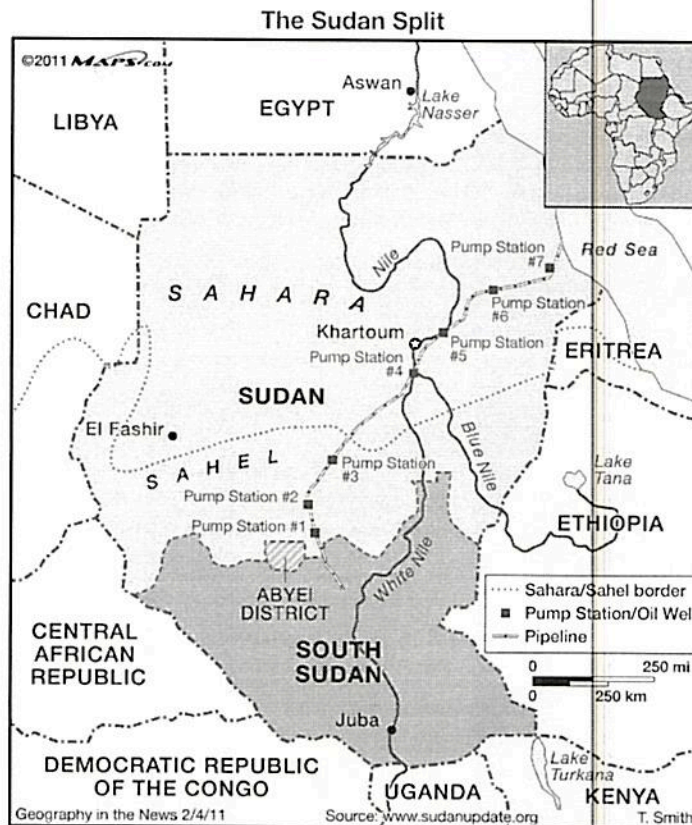 The Sudan Split
©2011 MAPS.com
Aswan
Lake
Nasser
EGYPT
LIBYA
Red Sea
Nile
Pump Station
#7
SAHARA
Pump Station
#6
CHAD
Khartoum
Pump Station
#5
Pump Station
#4
ERITREA
SUDAN
El Fashir
Blue Nile
SAHEL
Pump Station
#3
Lake
Tana
Pump Station #2
ETHIOPIA
Pump Station #1
White Nile
ABYEI
DISTRICT
Sahara/Sahel border
Pump Station/Oil Wel
Pipeline
CENTRAL
AFRICAN
REPUBLIC
SOUTH
SUDAN
0 250 mi
0 250 km
Juba
Lake
Turkana
DEMOCRATIC REPUBLIC
OF THE CONGO
UGANDA
KENYA
Geography in the News 2/4/11
Source: www.sudanupdate.org
T. Smith